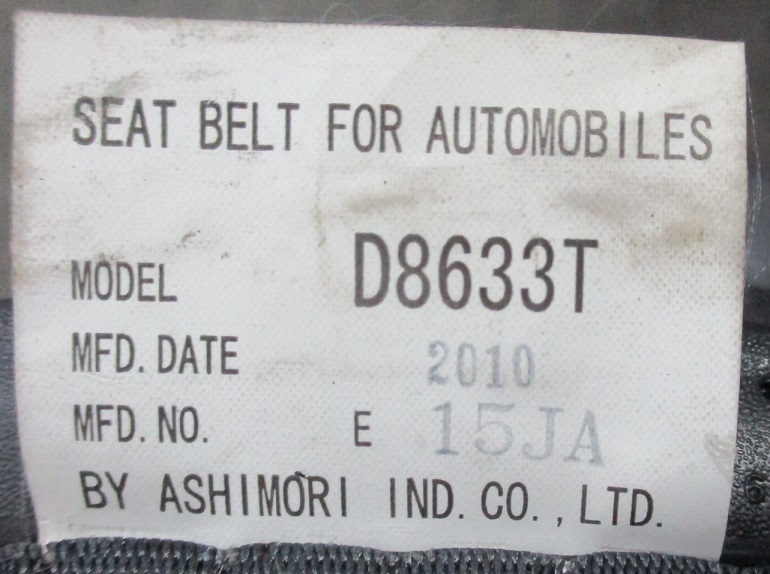 SEAT BELT FOR AUTOMOBILES
MODEL D8633T
MFD. DATE 2010
MFD. NO. E 15JA
BY ASHIMORI IND. CO., LTD.